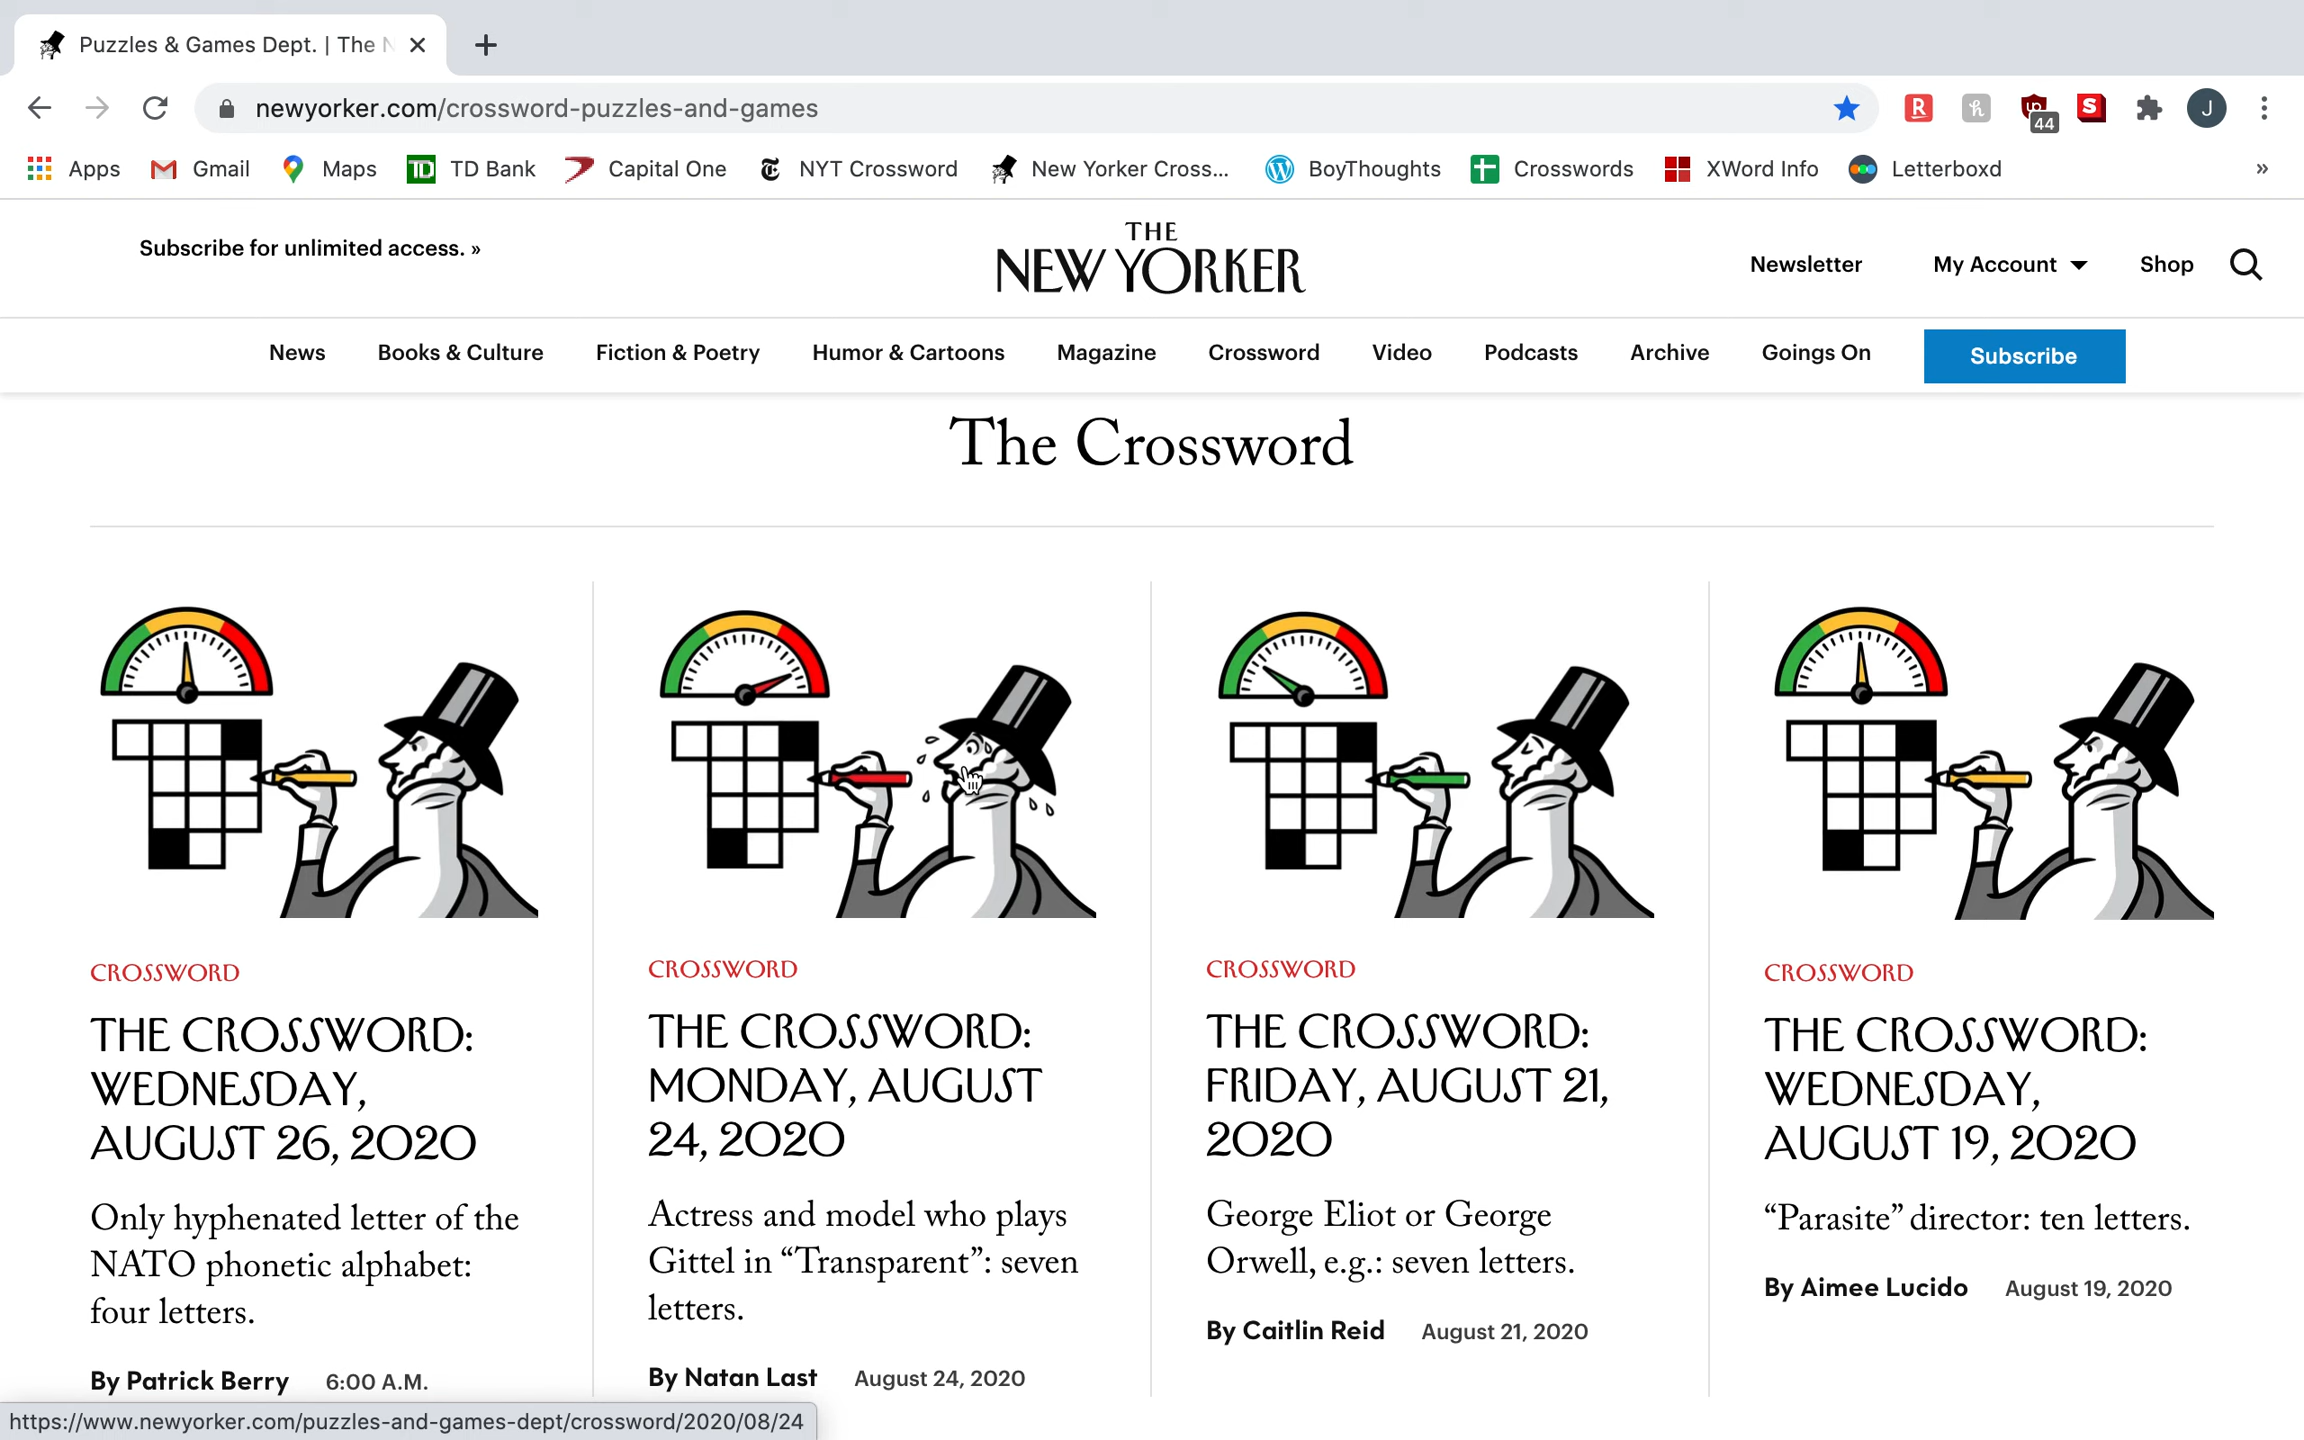 Puzzles & Games Dept. | The N
newyorker.com/crossword-puzzles-and-games
44
J
Apps
Gmail
Maps
TD Bank
Capital One
NYT Crossword
New Yorker Cross...
BoyThoughts
Crosswords
XWord Info
Letterboxd
»
Subscribe for unlimited access. »
THE
NEW YORKER
Newsletter
My Account
Shop
News
Books & Culture
Fiction & Poetry
Humor & Cartoons
Magazine
Crossword
Video
Podcasts
Archive
Goings On
Subscribe
The Crossword
CROSSWORD
THE CROSSWORD:
WEDNESDAY,
AUGUST 26, 2020
Only hyphenated letter of the
NATO phonetic alphabet:
four letters.
By Patrick Berry 6:00 A.M.
CROSSWORD
THE CROSSWORD:
MONDAY, AUGUST
24, 2020
Actress and model who plays
Gittel in “Transparent”: seven
letters.
By Natan Last August 24, 2020
CROSSWORD
THE CROSSWORD:
FRIDAY, AUGUST 21,
2020
George Eliot or George
Orwell, e.g.: seven letters.
By Caitlin Reid August 21, 2020
CROSSWORD
THE CROSSWORD:
WEDNESDAY,
AUGUST 19, 2020
“Parasite” director: ten letters.
By Aimee Lucido August 19, 2020
https://www.newyorker.com/puzzles-and-games-dept/crossword/2020/08/24